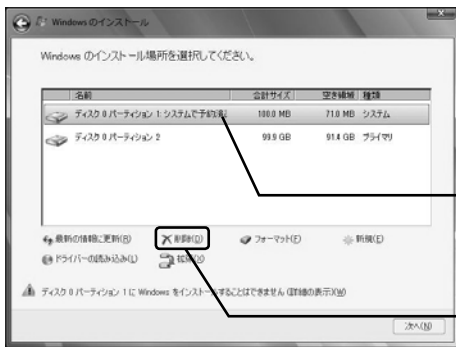 Windows のインストール
Windows のインストール場所を選択してください。
名前 合計サイズ 空き領域 種類
ディスク 0 パーティション 1: システムで予約済 100.0 MB 71.0 MB システム
ディスク 0 パーティション 2 99.9 GB 91.4 GB プライマリ
最新の情報に更新(R) 削除(D) フォーマット(F) 新規(E)
ドライバーの読み込み(L) 拡張(X)
ディスク 0 パーティション 1 に Windows をインストールすることはできません (詳細の表示)(W)
次へ(N)